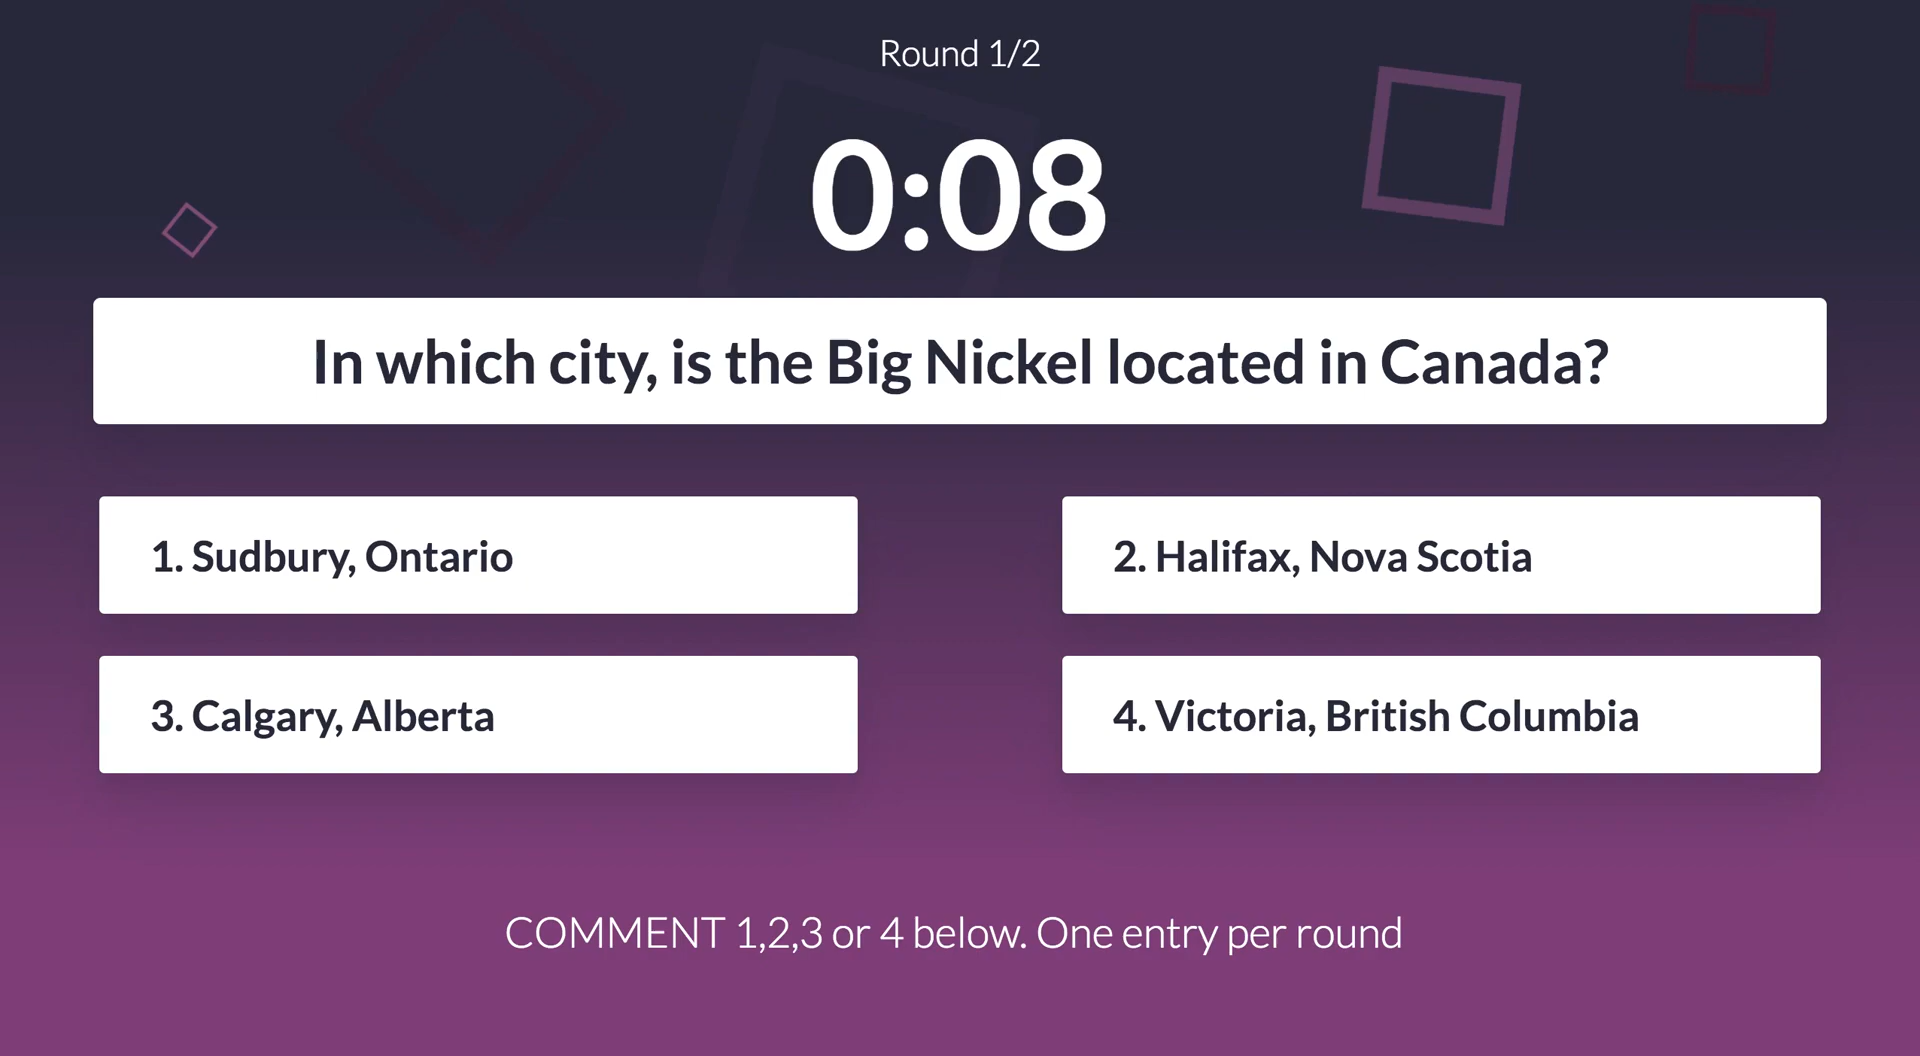 Round 1/2
0:08
In which city, is the Big Nickel located in Canada?
1. Sudbury, Ontario
2. Halifax, Nova Scotia
3. Calgary, Alberta
4. Victoria, British Columbia
COMMENT 1,2,3 or 4 below. One entry per round